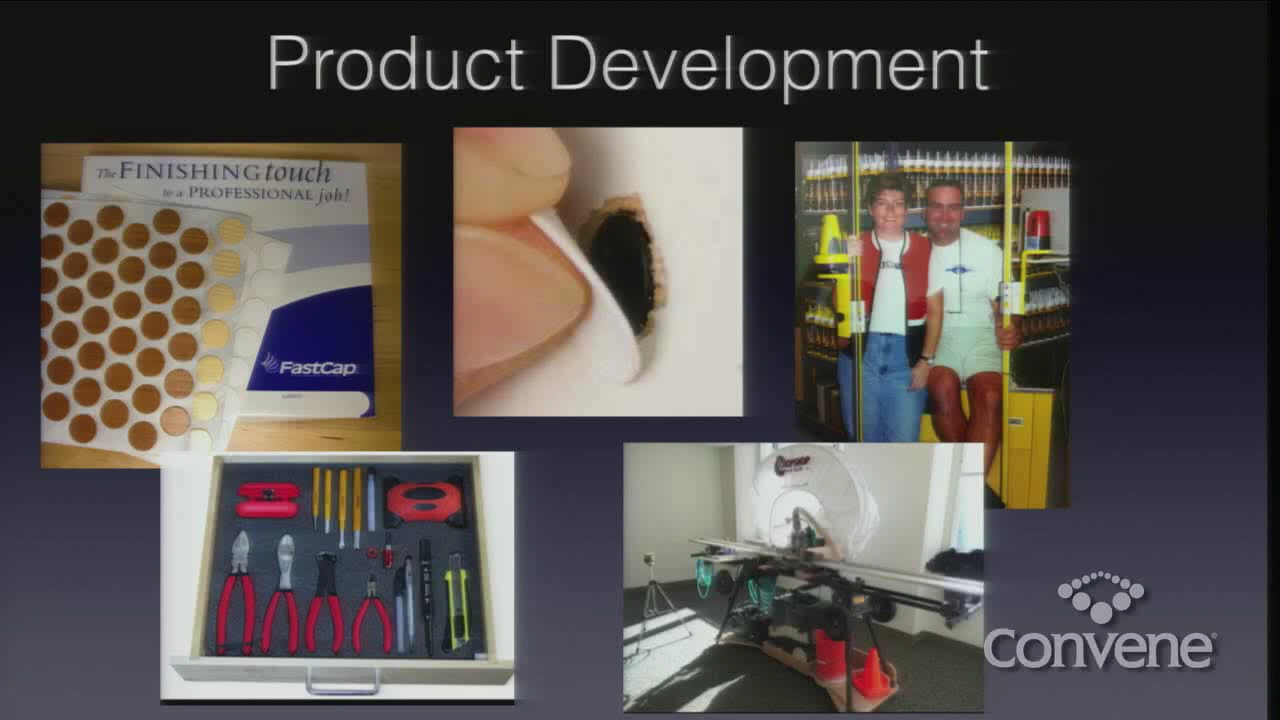 Product Development
The FINISHING touch
to a PROFESSIONAL job!
FastCap
Convene